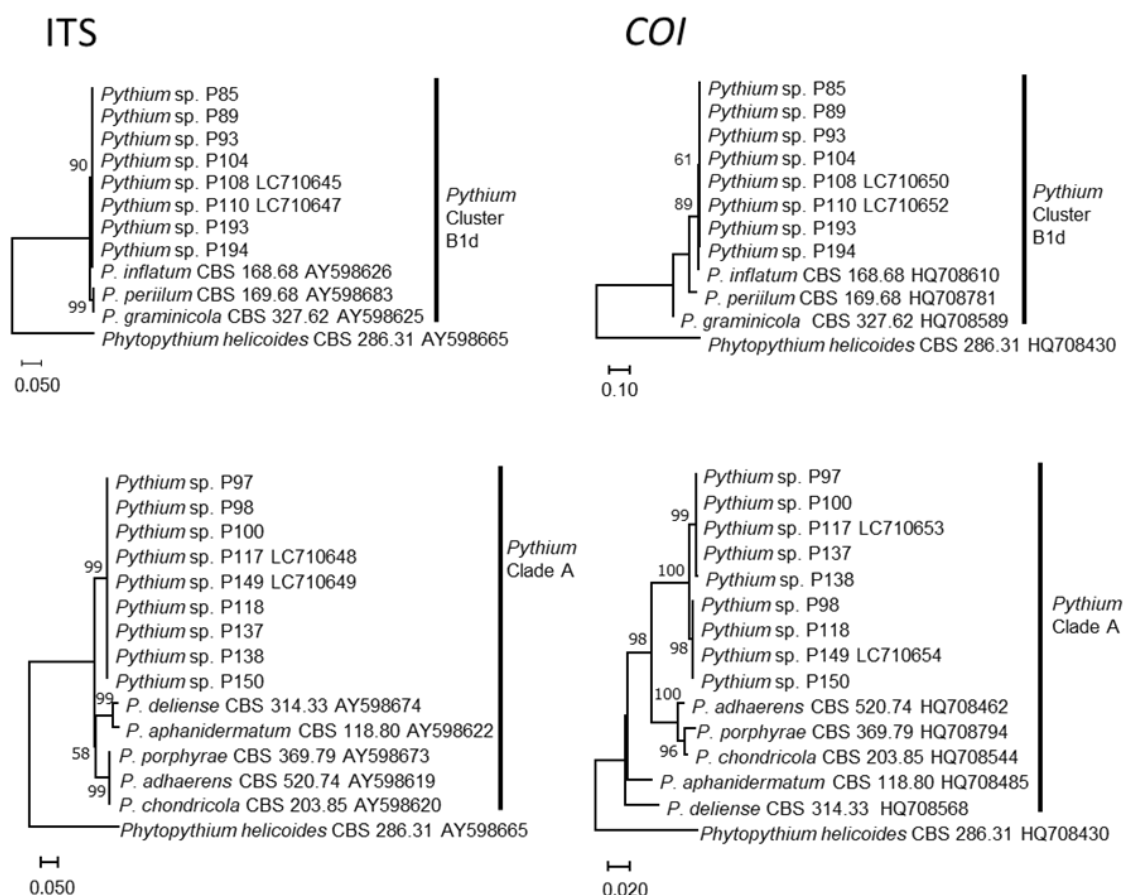 ITS
Pythium sp. P85
Pythium sp. P89
Pythium sp. P93
90
Pythium sp. P104
Pythium sp. P108 LC710645
Pythium sp. P110 LC710647
Pythium sp. P193
Pythium sp. P194
P. inflatum CBS 168.68 AY598626
P. periilum CBS 169.68 AY598683
99
P. graminicola CBS 327.62 AY598625
Phytopythium helicoides CBS 286.31 AY598665
Pythium
Cluster
B1d
0.050
COI
Pythium sp. P85
Pythium sp. P89
Pythium sp. P93
61
Pythium sp. P104
Pythium sp. P108 LC710650
89
Pythium sp. P110 LC710652
Pythium sp. P193
Pythium sp. P194
P. inflatum CBS 168.68 HQ708610
P. periilum CBS 169.68 HQ708781
P. graminicola CBS 327.62 HQ708589
Phytopythium helicoides CBS 286.31 HQ708430
Pythium
Cluster
B1d
0.10
Pythium sp. P97
Pythium sp. P98
Pythium sp. P100
99
Pythium sp. P117 LC710648
Pythium sp. P149 LC710649
Pythium sp. P118
Pythium sp. P137
Pythium sp. P138
Pythium sp. P150
99
P. deliense CBS 314.33 AY598674
P. aphanidermatum CBS 118.80 AY598622
58
P. porphyrae CBS 369.79 AY598673
P. adhaerens CBS 520.74 AY598619
99
P. chondricola CBS 203.85 AY598620
Phytopythium helicoides CBS 286.31 AY598665
Pythium
Clade A
0.050
Pythium sp. P97
Pythium sp. P100
99
Pythium sp. P117 LC710653
Pythium sp. P137
100
Pythium sp. P138
Pythium sp. P98
Pythium sp. P118
98
98
Pythium sp. P149 LC710654
Pythium sp. P150
100
P. adhaerens CBS 520.74 HQ708462
P. porphyrae CBS 369.79 HQ708794
96
P. chondricola CBS 203.85 HQ708544
P. aphanidermatum CBS 118.80 HQ708485
P. deliense CBS 314.33 HQ708568
Phytopythium helicoides CBS 286.31 HQ708430
Pythium
Clade A
0.020